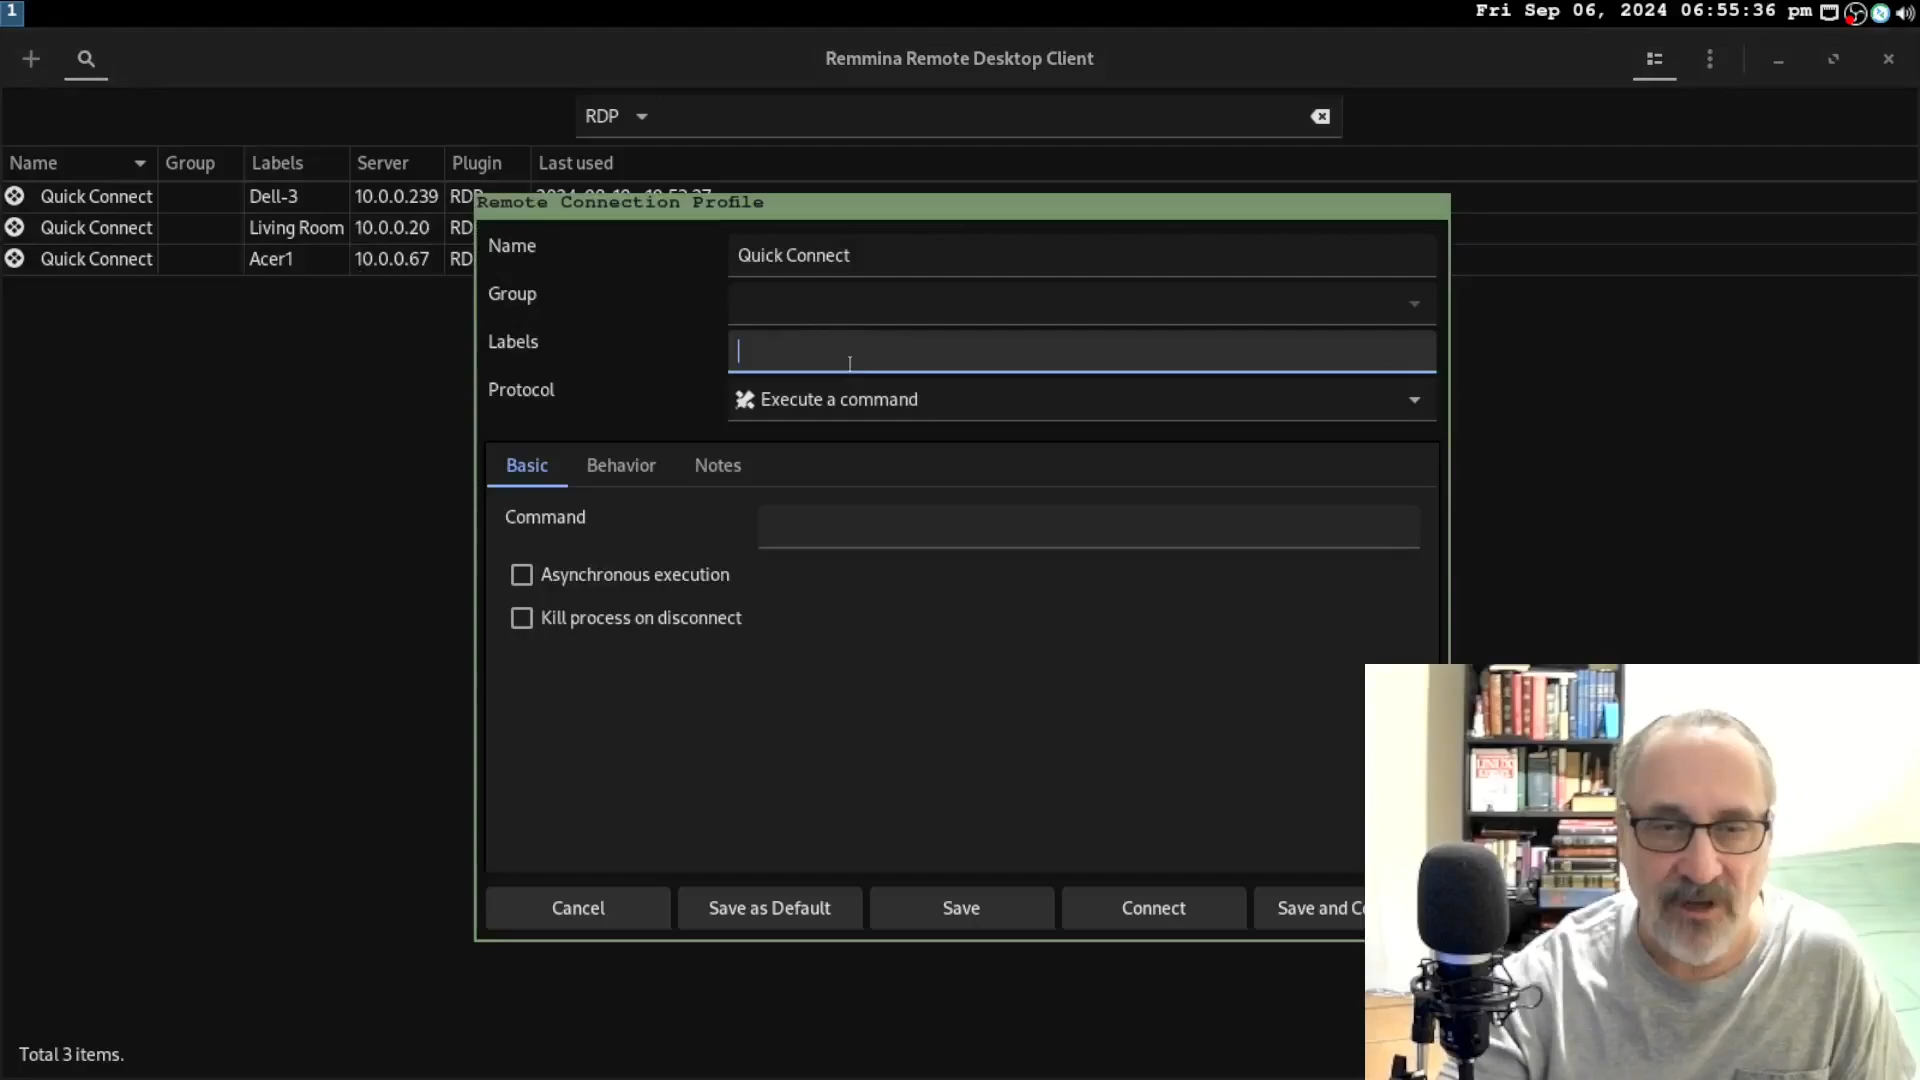 1
Fri Sep 06, 2024 06:55:36 pm
Remmina Remote Desktop Client
RDP
Name Group Labels Server Plugin Last used
Quick Connect Dell-3 10.0.0.239
Quick Connect Living Room 10.0.0.20
Quick Connect Acer1 10.0.0.67
Remote Connection Profile
Name Quick Connect
Group
Labels
Protocol Execute a command
Basic Behavior Notes
Command
Asynchronous execution
Kill process on disconnect
Cancel Save as Default Save Connect Save and Co
LINUX
Total 3 items.